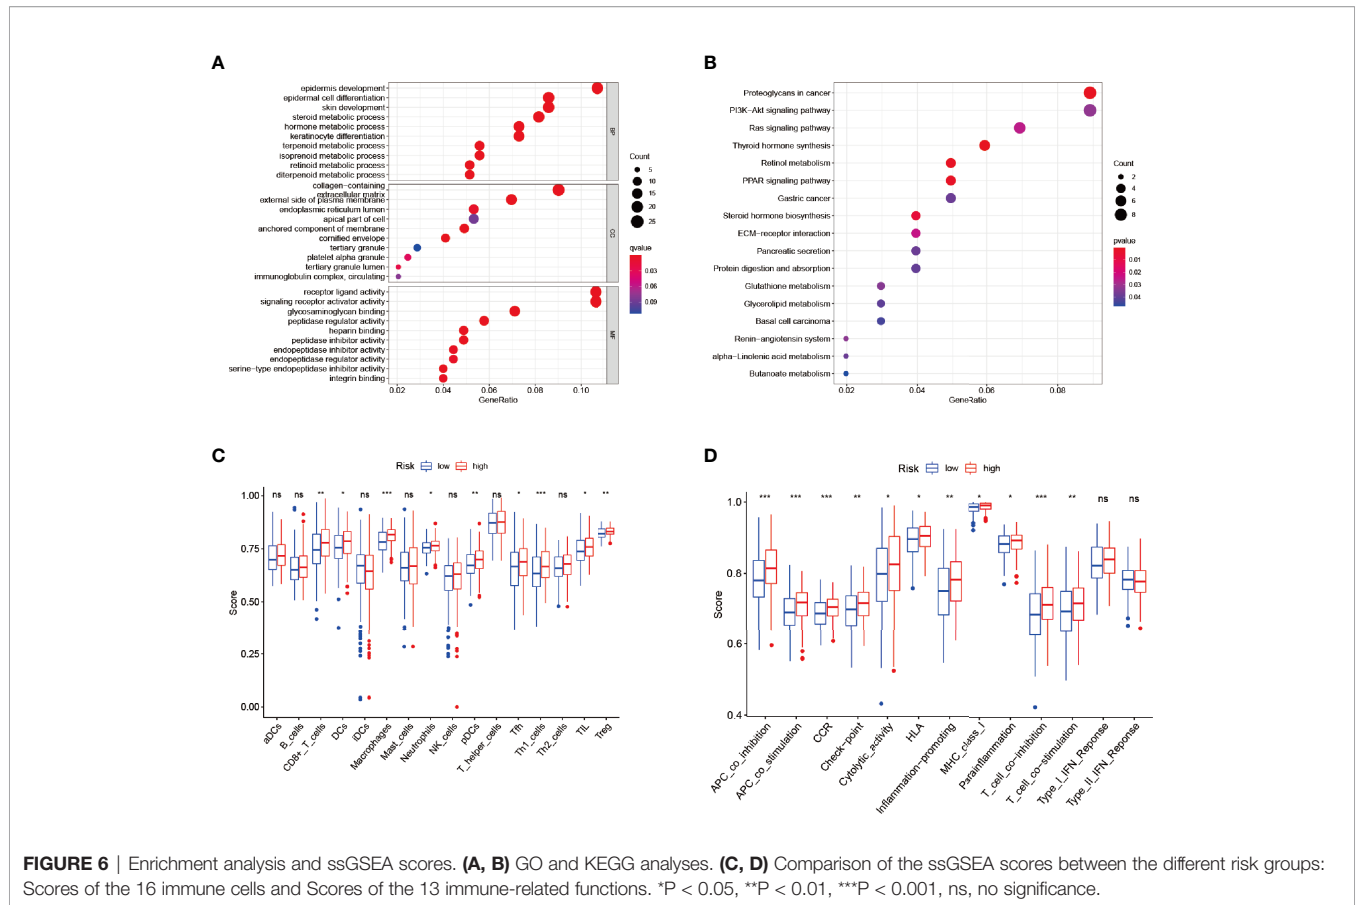 A
epidermis development
epidermal cell differentiation
skin development
steroid metabolic process
hormone metabolic process
keratinocyte differentiation
terpenoid metabolic process
isoprenoid metabolic process
retinoid metabolic process
diterpenoid metabolic process
BP
collagen-containing
extracellular matrix
external side of plasma membrane
endoplasmic reticulum lumen
apical part of cell
anchored component of membrane
cornified envelope
tertiary granule
platelet alpha granule
tertiary granule lumen
immunoglobulin complex, circulating
CC
receptor ligand activity
signaling receptor activator activity
glycosaminoglycan binding
peptidase regulator activity
heparin binding
peptidase inhibitor activity
endopeptidase inhibitor activity
endopeptidase regulator activity
serine-type endopeptidase inhibitor activity
integrin binding
MF
0.02 0.04 0.06 0.08 0.10
GeneRatio
Count
5
10
15
20
25
qvalue
0.03
0.06
0.09
B
Proteoglycans in cancer
PI3K-Akt signaling pathway
Ras signaling pathway
Thyroid hormone synthesis
Retinol metabolism
PPAR signaling pathway
Gastric cancer
Steroid hormone biosynthesis
ECM-receptor interaction
Pancreatic secretion
Protein digestion and absorption
Glutathione metabolism
Glycerolipid metabolism
Basal cell carcinoma
Renin-angiotensin system
alpha-Linolenic acid metabolism
Butanoate metabolism
0.02 0.04 0.06 0.08
GeneRatio
Count
2
4
6
8
pvalue
0.01
0.02
0.03
0.04
C
Risk low high
ns ns ** * ns *** ns * ns ** ns * *** ns * **
1.00
0.75
0.50
0.25
0.00
Score
aDCs
B_cells
CD8+_T_cells
DCs
iDCs
Macrophages
Mast_cells
Neutrophils
NK_cells
pDCs
T_helper_cells
Tfh
Th1_cells
Th2_cells
TIL
Treg
D
Risk low high
*** *** *** ** * * ** * * *** ** ns ns
1.0
0.8
0.6
0.4
Score
APC_co_inhibition
APC_co_stimulation
CCR
Check-point
Cytolytic_activity
HLA
Inflammation-promoting
MHC_class_I
Parainflammation
T_cell_co-inhibition
T_cell_co-stimulation
Type_I_IFN_Reponse
Type_II_IFN_Reponse
FIGURE 6 | Enrichment analysis and ssGSEA scores. (A, B) GO and KEGG analyses. (C, D) Comparison of the ssGSEA scores between the different risk groups:
Scores of the 16 immune cells and Scores of the 13 immune-related functions. *P < 0.05, **P < 0.01, ***P < 0.001, ns, no significance.